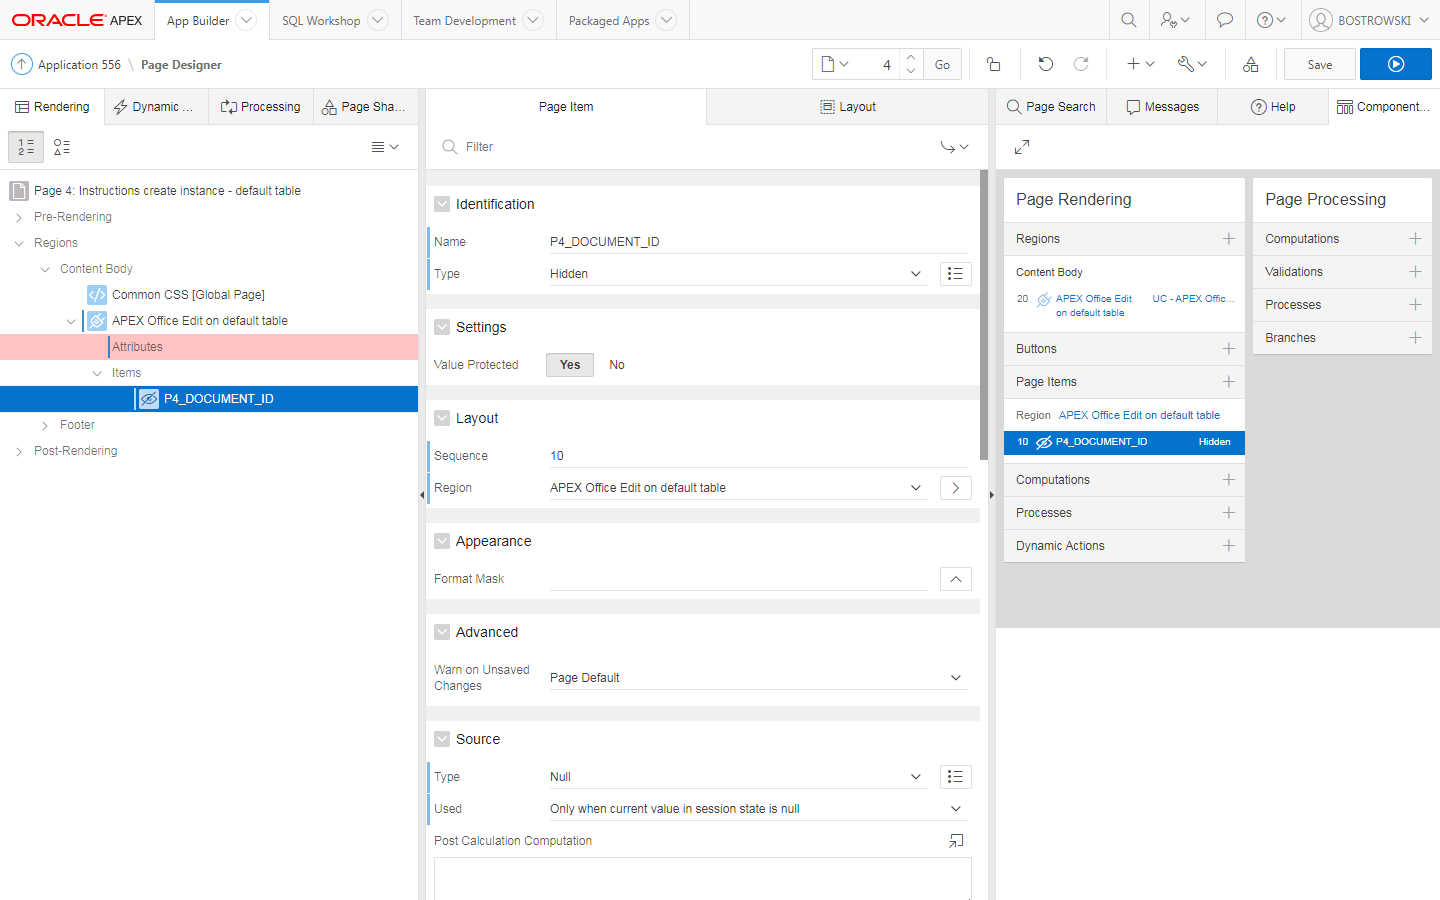 ORACLE APEX
App Builder
SQL Workshop
Team Development
Packaged Apps
BOSTROWSKI
Application 556 \ Page Designer
4
Go
Save
Rendering
Dynamic ...
Processing
Page Sha...
Page Item
Layout
Page Search
Messages
Help
Component...
Filter
Page 4: Instructions create instance - default table
Pre-Rendering
Regions
Content Body
Common CSS [Global Page]
APEX Office Edit on default table
Attributes
Items
P4_DOCUMENT_ID
Footer
Post-Rendering
Identification
Name P4_DOCUMENT_ID
Type Hidden
Settings
Value Protected Yes No
Layout
Sequence 10
Region APEX Office Edit on default table
Appearance
Format Mask
Advanced
Warn on Unsaved
Changes
Page Default
Source
Type Null
Used Only when current value in session state is null
Post Calculation Computation
Page Rendering
Regions
Content Body
20 APEX Office Edit
on default table
UC - APEX Offic...
Buttons
Page Items
Region APEX Office Edit on default table
10 P4_DOCUMENT_ID Hidden
Computations
Processes
Dynamic Actions
Page Processing
Computations
Validations
Processes
Branches